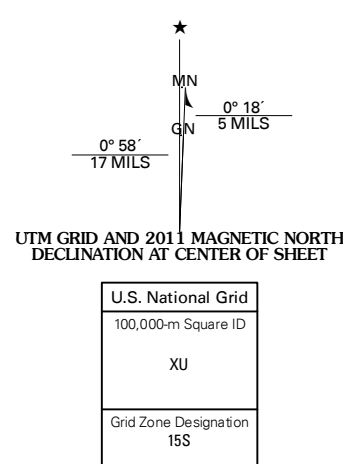 ★
MN
0° 18´
5 MILS
GN
0° 58´
17 MILS
UTM GRID AND 2011 MAGNETIC NORTH
DECLINATION AT CENTER OF SHEET
U.S. National Grid
100,000-m Square ID
XU
Grid Zone Designation
15S